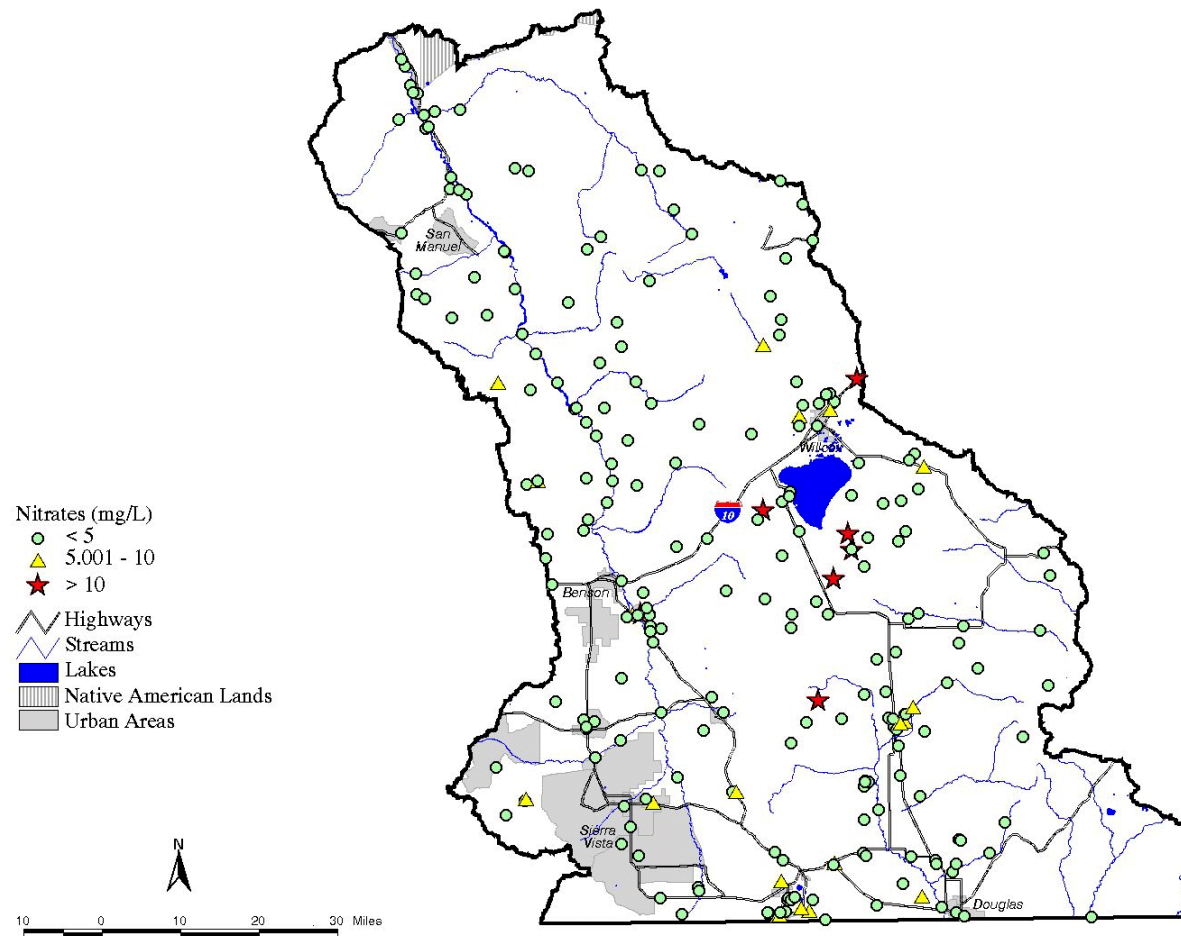 San
Manuel
Willcox
10
Nitrates (mg/L)
< 5
5.001 - 10
> 10
Highways
Streams
Lakes
Native American Lands
Urban Areas
Benson
Sierra
Vista
N
Douglas
10 0 10 20 30 Miles